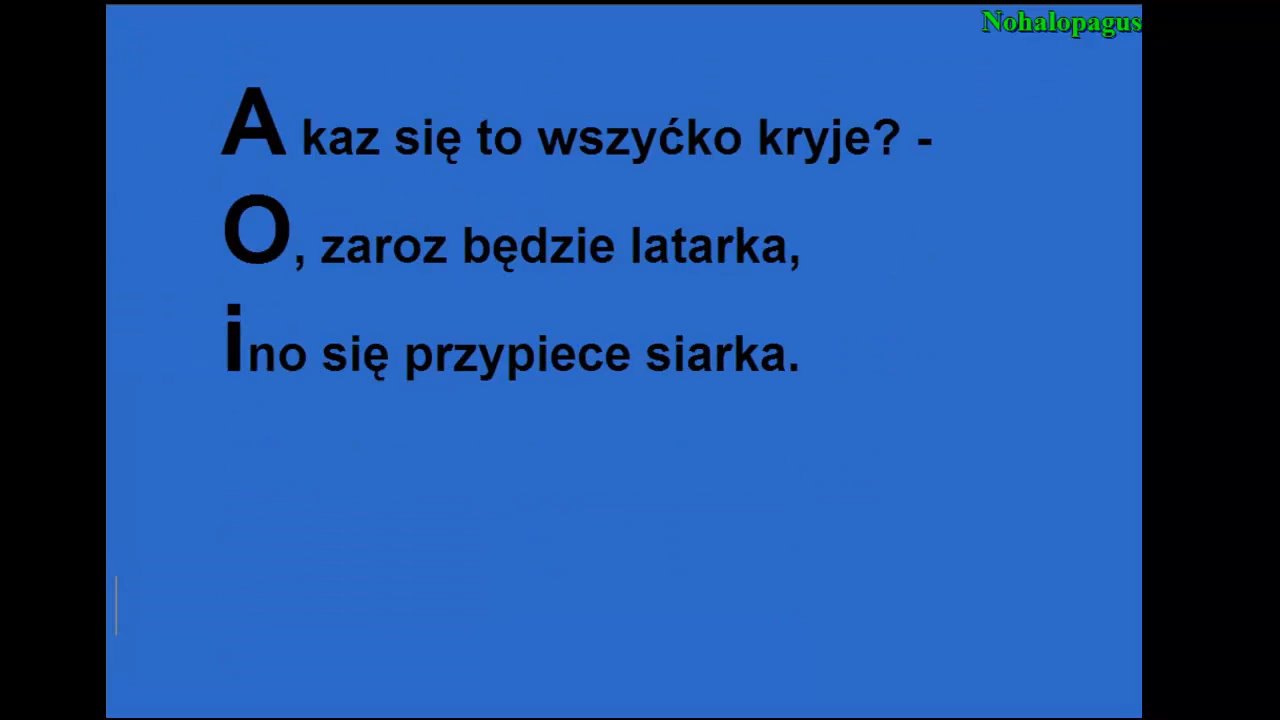 Nohalopagus
A kaz się to wszyćko kryje? -
O, zaroz będzie latarka,
ino się przypiece siarka.